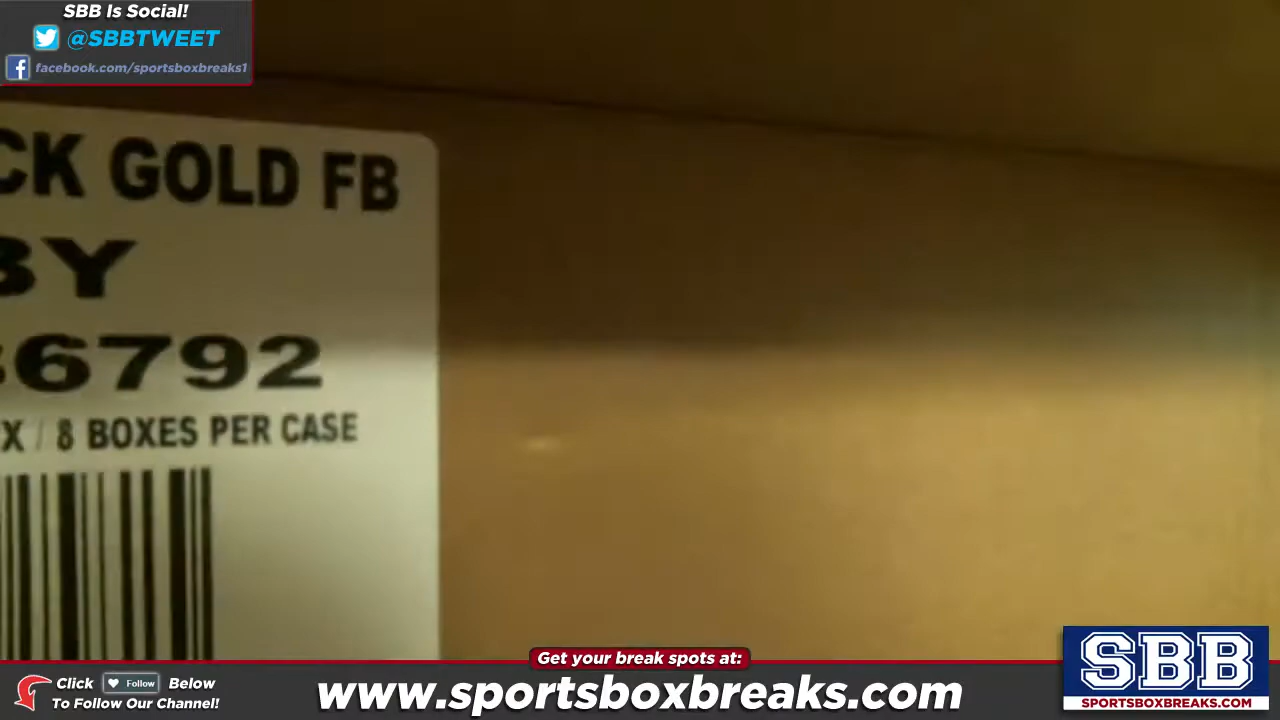 SBB Is Social!
@SBBTWEET
facebook.com/sportsboxbreaks1
CK GOLD FB
BY
6792
X / 8 BOXES PER CASE
Get your break spots at:
Click Follow Below
To Follow Our Channel!
www.sportsboxbreaks.com
SBB
SPORTSBOXBREAKS.COM